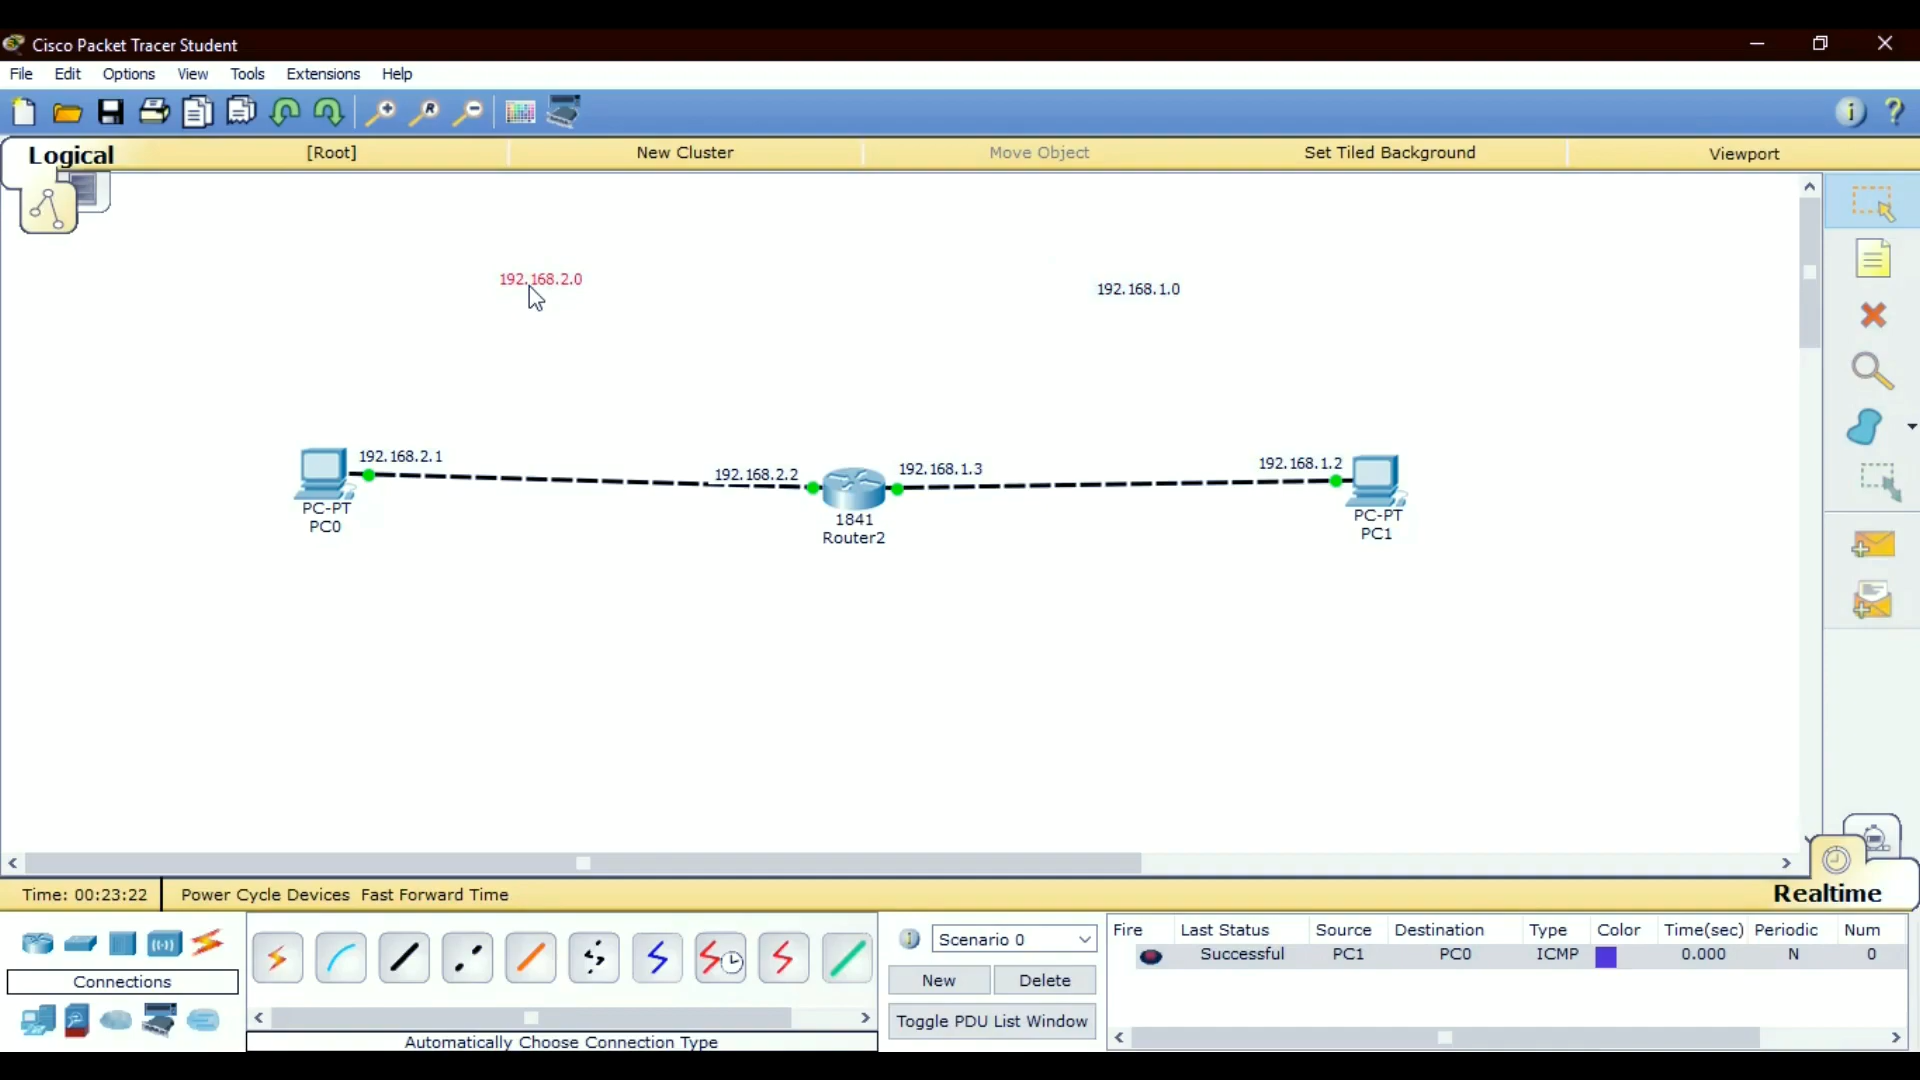 Cisco Packet Tracer Student
File Edit Options View Tools Extensions Help
Logical [Root] New Cluster Move Object Set Tiled Background Viewport
192.168.2.0
192.168.1.0
192.168.2.1
192.168.2.2
192.168.1.3
192.168.1.2
PC-PT
PC0
1841
Router2
PC-PT
PC1
Time: 00:23:22 Power Cycle Devices Fast Forward Time
Realtime
Connections
Automatically Choose Connection Type
Scenario 0
New Delete
Toggle PDU List Window
Fire Last Status Source Destination Type Color Time(sec) Periodic Num
Successful PC1 PC0 ICMP 0.000 N 0